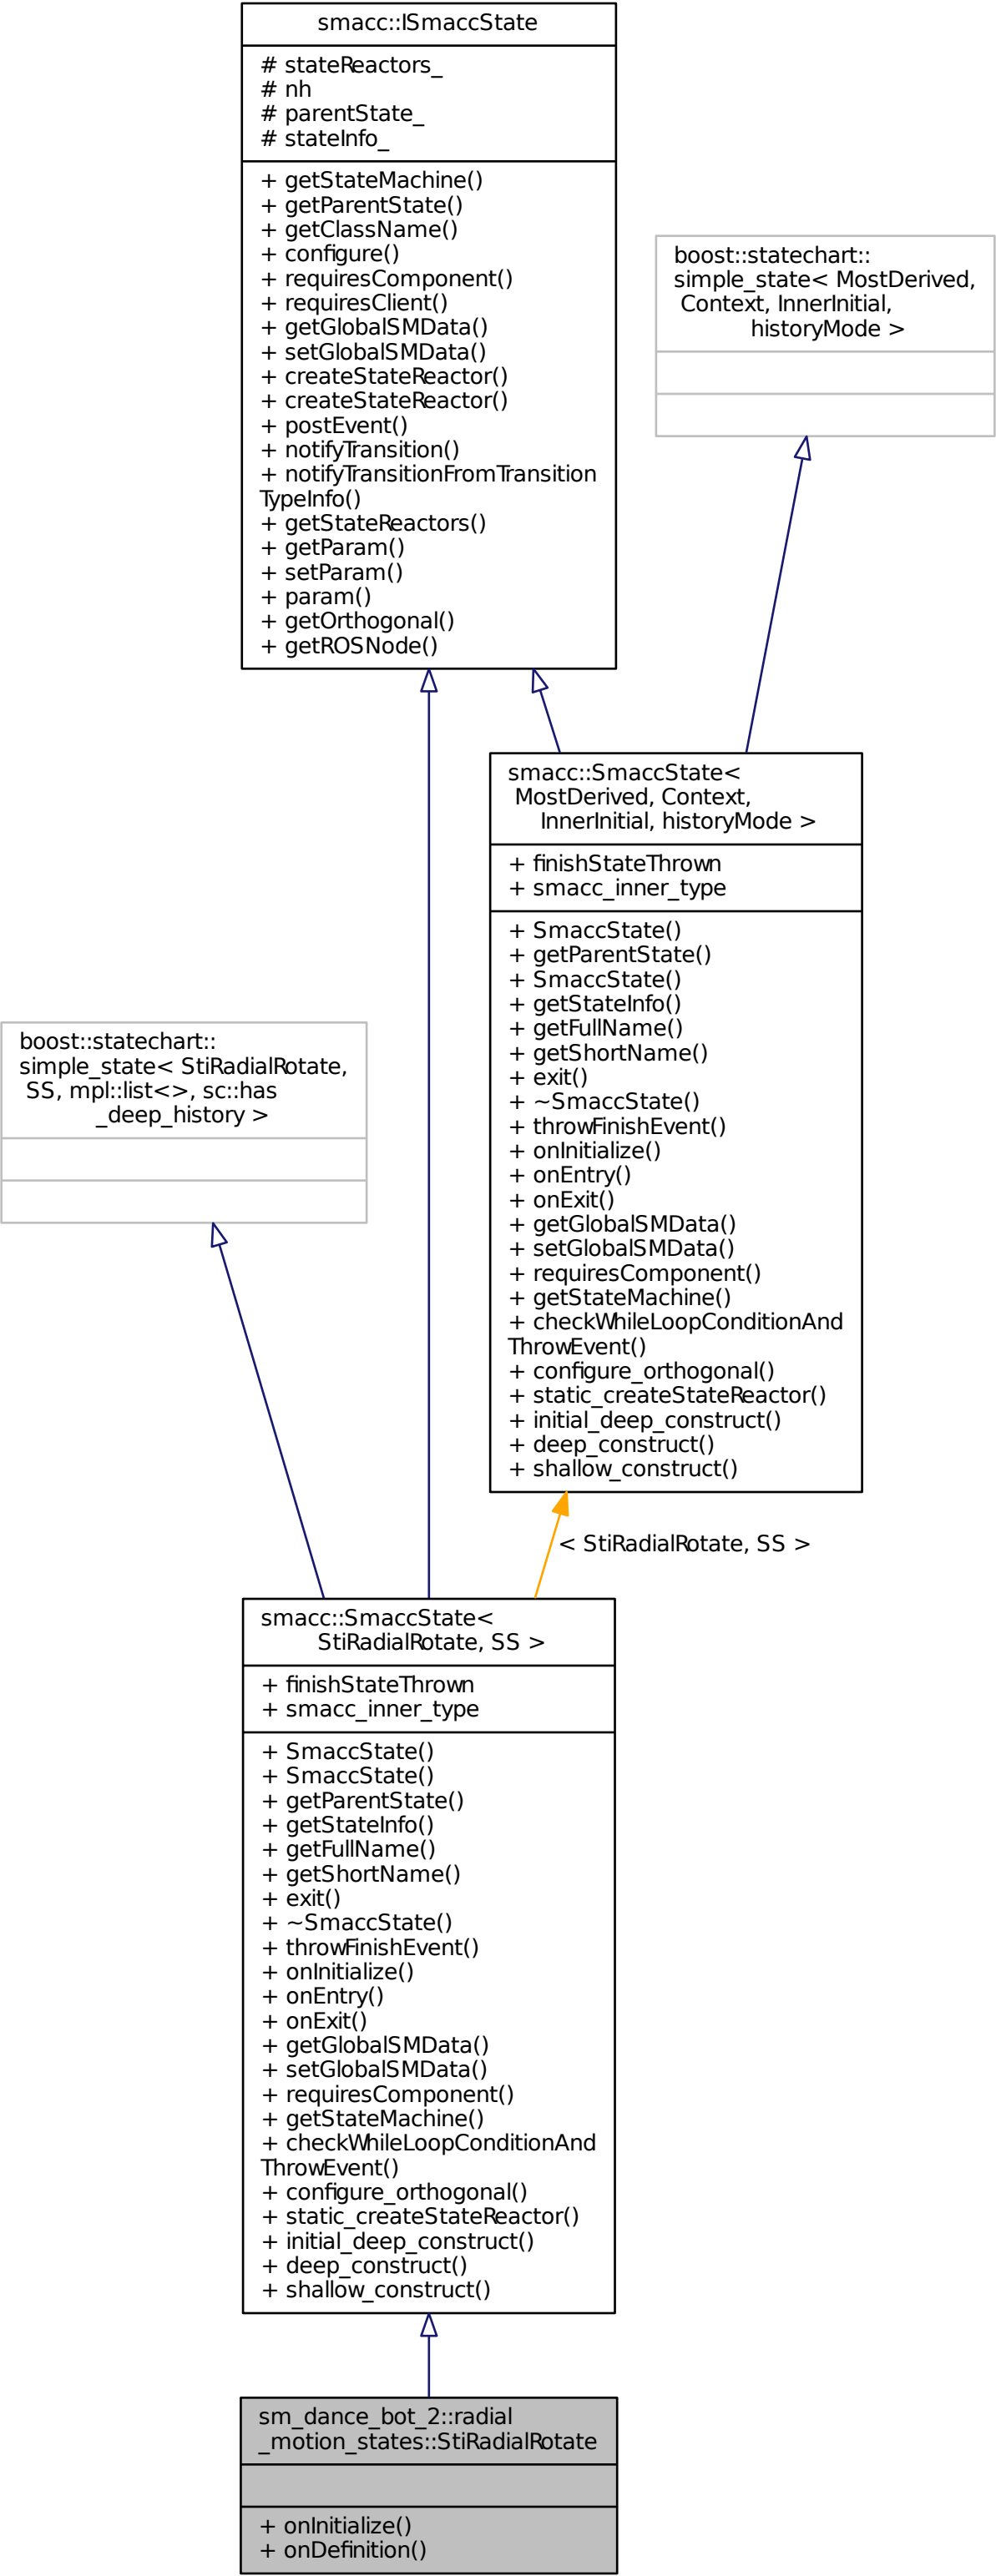 smacc::ISmaccState
# stateReactors_
# nh
# parentState_
# stateInfo_
+ getStateMachine()
+ getParentState()
+ getClassName()
+ configure()
+ requiresComponent()
+ requiresClient()
+ getGlobalSMData()
+ setGlobalSMData()
+ createStateReactor()
+ createStateReactor()
+ postEvent()
+ notifyTransition()
+ notifyTransitionFromTransition
TypeInfo()
+ getStateReactors()
+ getParam()
+ setParam()
+ param()
+ getOrthogonal()
+ getROSNode()
boost::statechart::
simple_state< MostDerived,
Context, InnerInitial,
historyMode >
smacc::SmaccState<
MostDerived, Context,
InnerInitial, historyMode >
+ finishStateThrown
+ smacc_inner_type
+ SmaccState()
+ getParentState()
+ SmaccState()
+ getStateInfo()
+ getFullName()
+ getShortName()
+ exit()
+ ~SmaccState()
+ throwFinishEvent()
+ onInitialize()
+ onEntry()
+ onExit()
+ getGlobalSMData()
+ setGlobalSMData()
+ requiresComponent()
+ getStateMachine()
+ checkWhileLoopConditionAnd
ThrowEvent()
+ configure_orthogonal()
+ static_createStateReactor()
+ initial_deep_construct()
+ deep_construct()
+ shallow_construct()
boost::statechart::
simple_state< StiRadialRotate,
SS, mpl::list<>, sc::has
_deep_history >
< StiRadialRotate, SS >
smacc::SmaccState<
StiRadialRotate, SS >
+ finishStateThrown
+ smacc_inner_type
+ SmaccState()
+ SmaccState()
+ getParentState()
+ getStateInfo()
+ getFullName()
+ getShortName()
+ exit()
+ ~SmaccState()
+ throwFinishEvent()
+ onInitialize()
+ onEntry()
+ onExit()
+ getGlobalSMData()
+ setGlobalSMData()
+ requiresComponent()
+ getStateMachine()
+ checkWhileLoopConditionAnd
ThrowEvent()
+ configure_orthogonal()
+ static_createStateReactor()
+ initial_deep_construct()
+ deep_construct()
+ shallow_construct()
sm_dance_bot_2::radial
_motion_states::StiRadialRotate
+ onInitialize()
+ onDefinition()